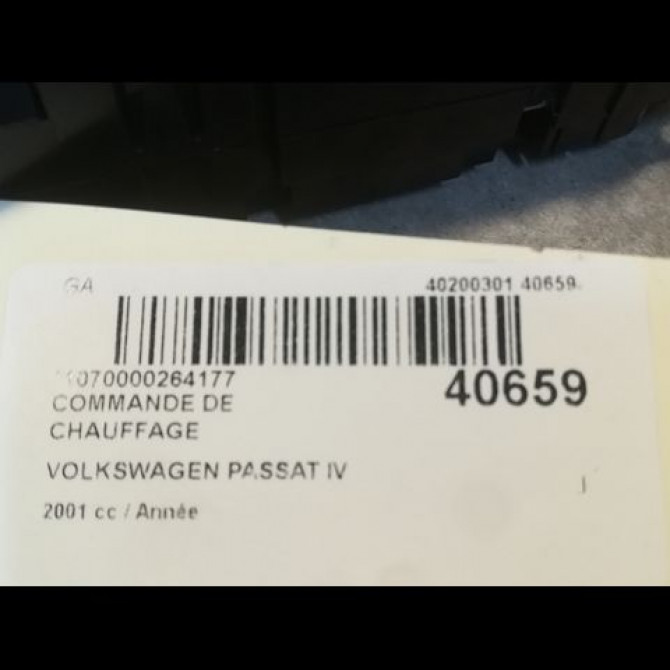 GA 40200301 40659
070000264177
40659
COMMANDE DE
CHAUFFAGE
VOLKSWAGEN PASSAT IV
2001 cc / Année